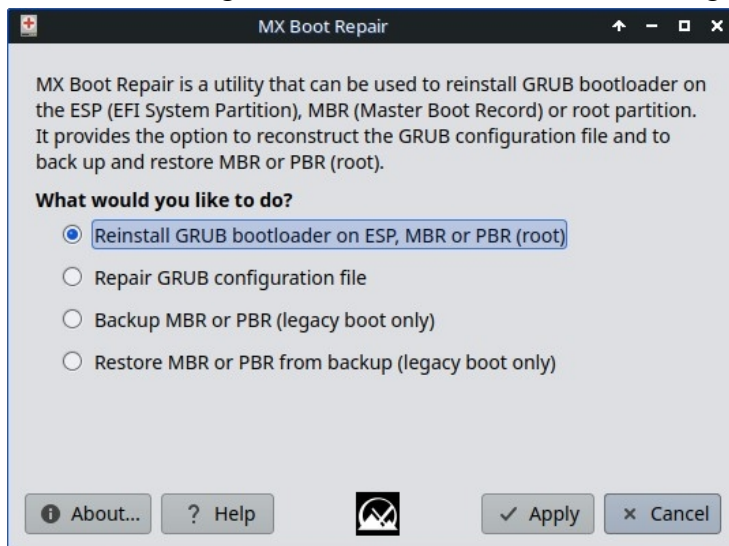 MX Boot Repair
MX Boot Repair is a utility that can be used to reinstall GRUB bootloader on
the ESP (EFI System Partition), MBR (Master Boot Record) or root partition.
It provides the option to reconstruct the GRUB configuration file and to
back up and restore MBR or PBR (root).
What would you like to do?
Reinstall GRUB bootloader on ESP, MBR or PBR (root)
Repair GRUB configuration file
Backup MBR or PBR (legacy boot only)
Restore MBR or PBR from backup (legacy boot only)
About... ? Help Apply Cancel